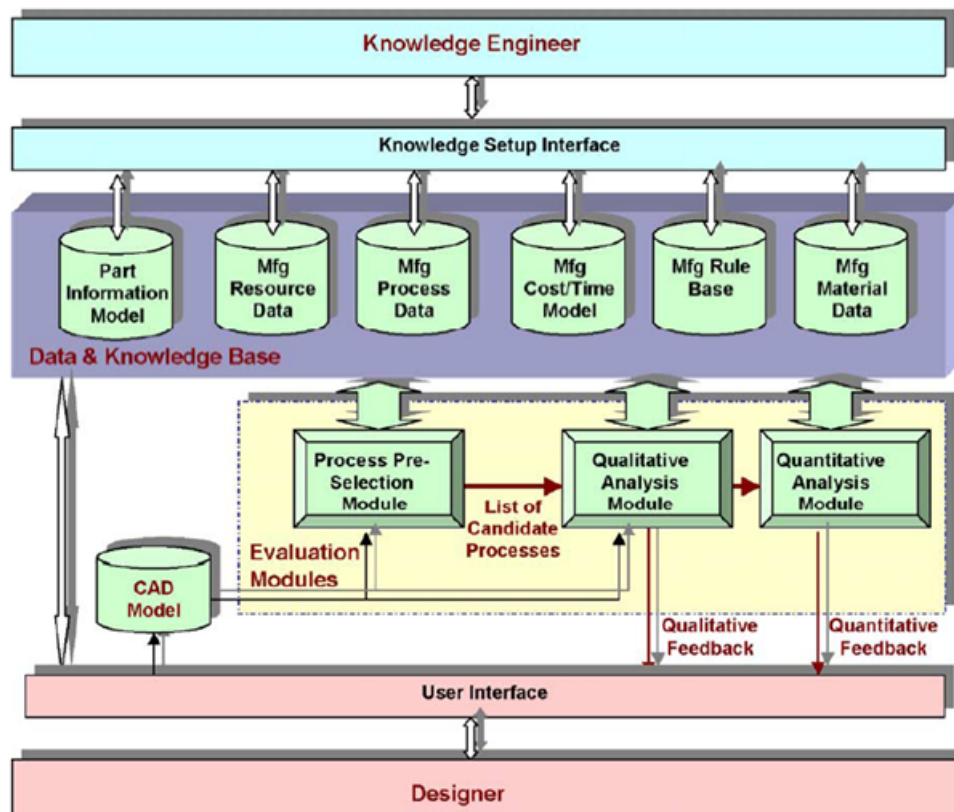 Knowledge Engineer
Knowledge Setup Interface
Part
Information
Model
Mfg
Resource
Data
Mfg
Process
Data
Mfg
Cost/Time
Model
Mfg Rule
Base
Mfg
Material
Data
Data & Knowledge Base
Process Pre-
Selection
Module
List of
Candidate
Processes
Qualitative
Analysis
Module
Quantitative
Analysis
Module
Evaluation
Modules
CAD
Model
Qualitative
Feedback
Quantitative
Feedback
User Interface
Designer